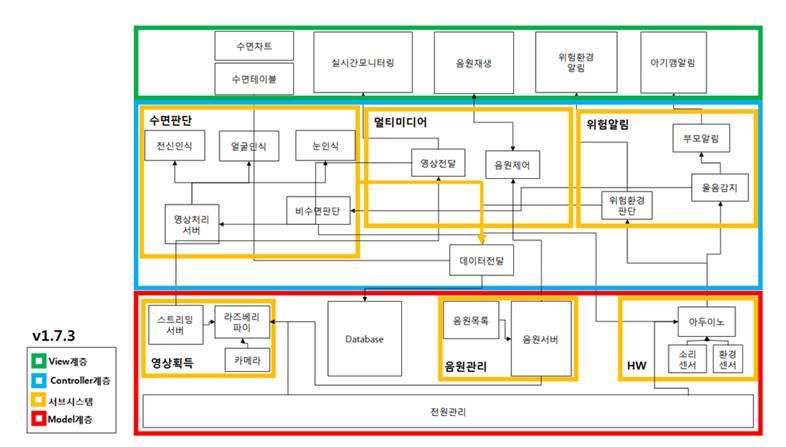 수면차트
수면테이블
실시간모니터링
음원재생
위험환경
알림
아기깸알림
수면판단
전신인식
얼굴인식
눈인식
영상처리
서버
비수면판단
멀티미디어
영상전달
음원제어
위험알림
부모알림
위험환경
판단
울음감지
데이터전달
스트리밍
서버
라즈베리
파이
카메라
영상획득
Database
음원목록
음원서버
음원관리
아두이노
소리
센서
환경
센서
HW
전원관리
v1.7.3
View계층
Controller계층
서브시스템
Model계층